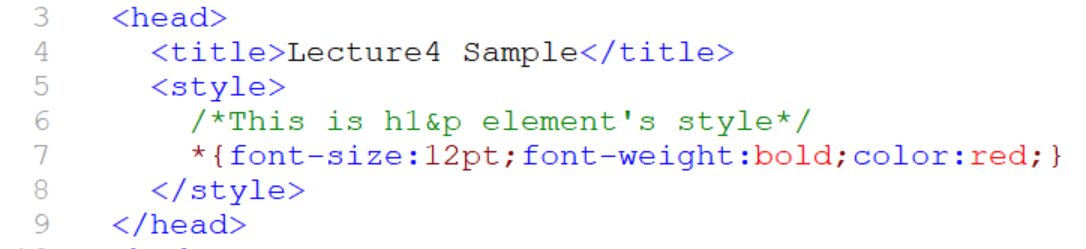 3 <head>
4 <title>Lecture4 Sample</title>
5 <style>
6 /*This is h1&p element's style*/
7 *{font-size:12pt;font-weight:bold;color:red;}
8 </style>
9 </head>